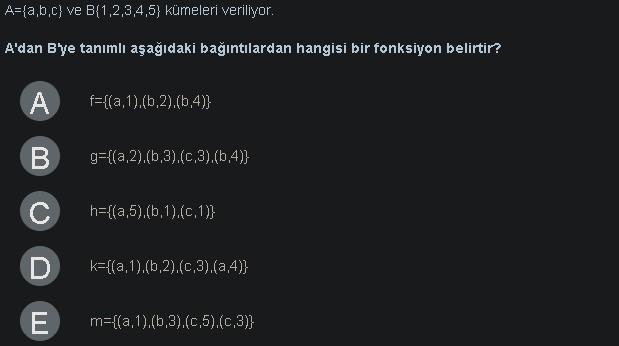 A={a,b,c} ve B{1,2,3,4,5} kümeleri veriliyor.
A'dan B'ye tanımlı aşağıdaki bağıntılardan hangisi bir fonksiyon belirtir?
A f={(a,1),(b,2),(b,4)}
B g={(a,2),(b,3),(c,3),(b,4)}
C h={(a,5),(b,1),(c,1)}
D k={(a,1),(b,2),(c,3),(a,4)}
E m={(a,1),(b,3),(c,5),(c,3)}